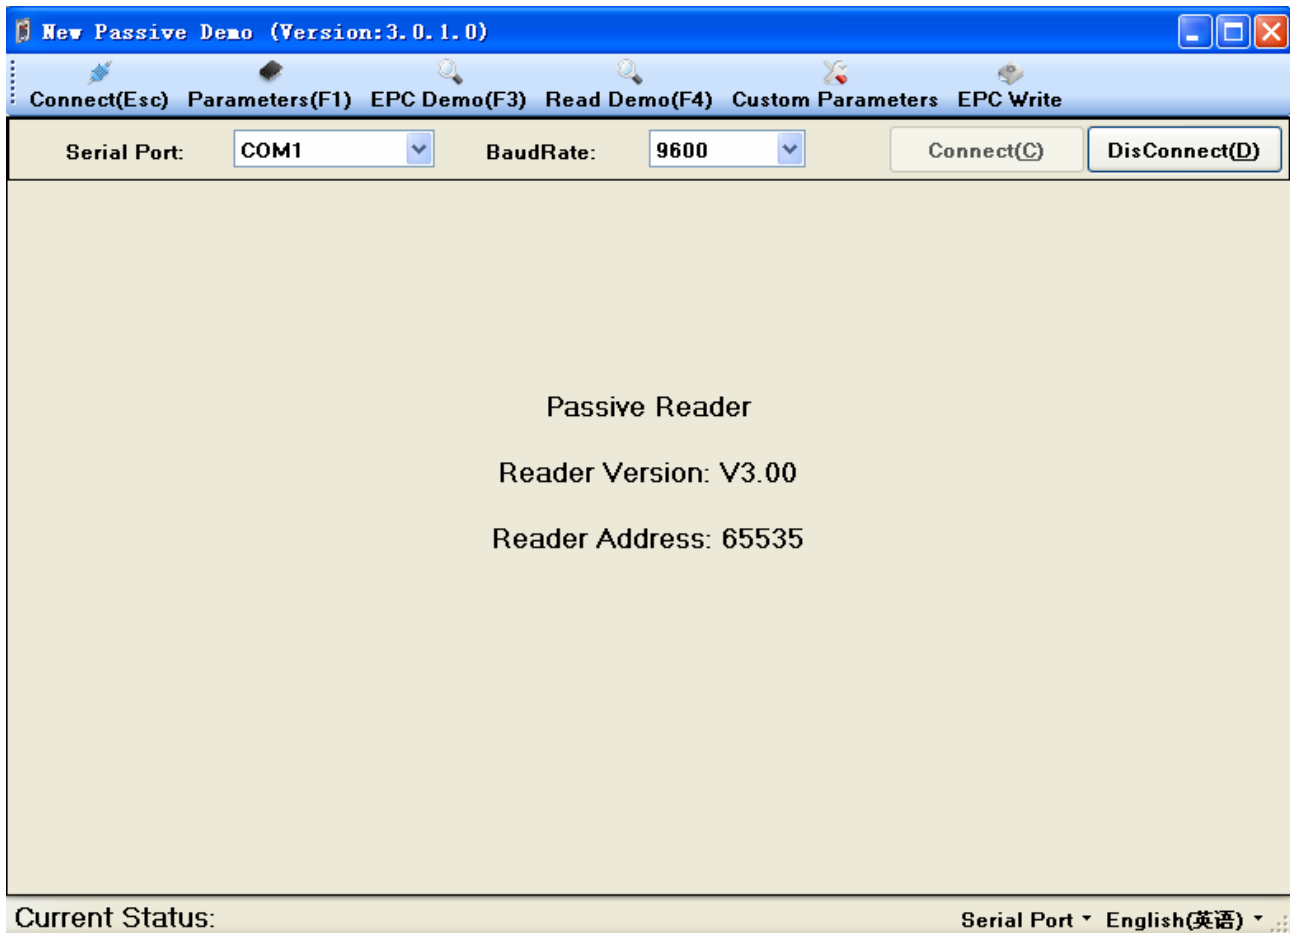 New Passive Demo (Version:3.0.1.0)
Connect(Esc) Parameters(F1) EPC Demo(F3) Read Demo(F4) Custom Parameters EPC Write
Serial Port: COM1 BaudRate: 9600 Connect(C) DisConnect(D)
Passive Reader
Reader Version: V3.00
Reader Address: 65535
Current Status: Serial Port English(英语)